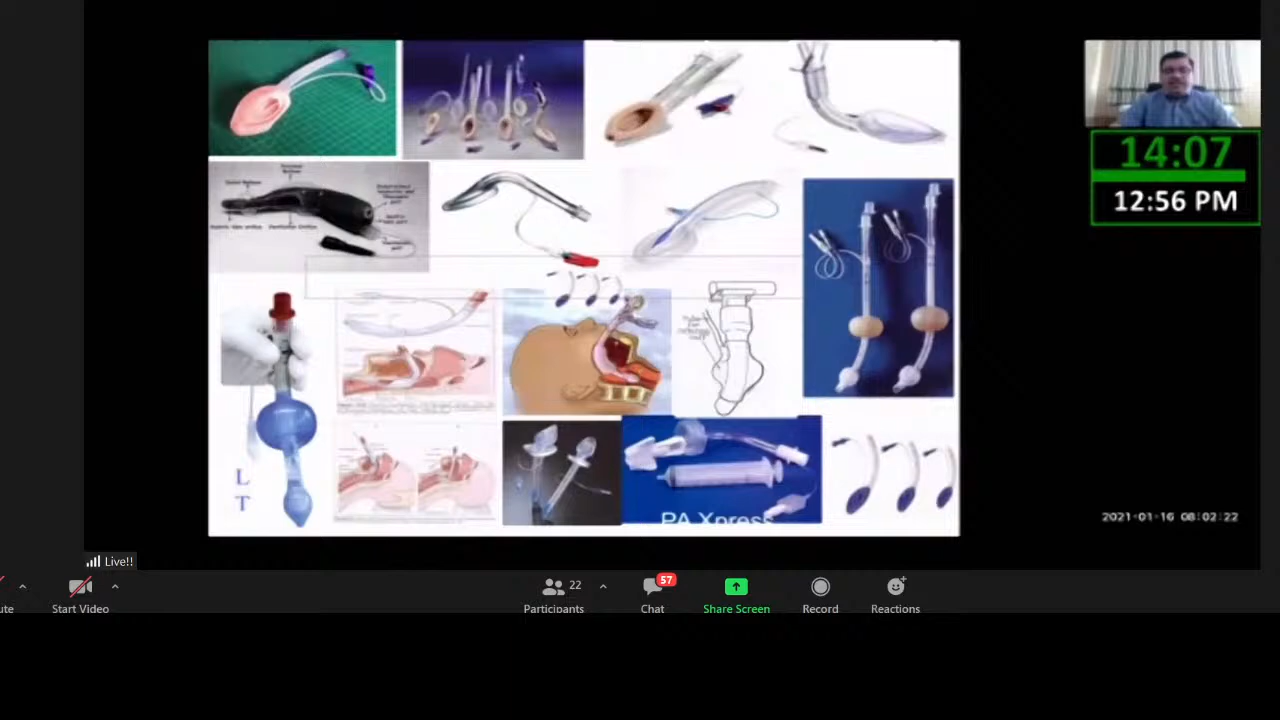 14:07
12:56 PM
L
T
PA Xpress
2021-01-16 08:02:22
Live!!
ute
Start Video
22
Participants
57
Chat
Share Screen
Record
Reactions